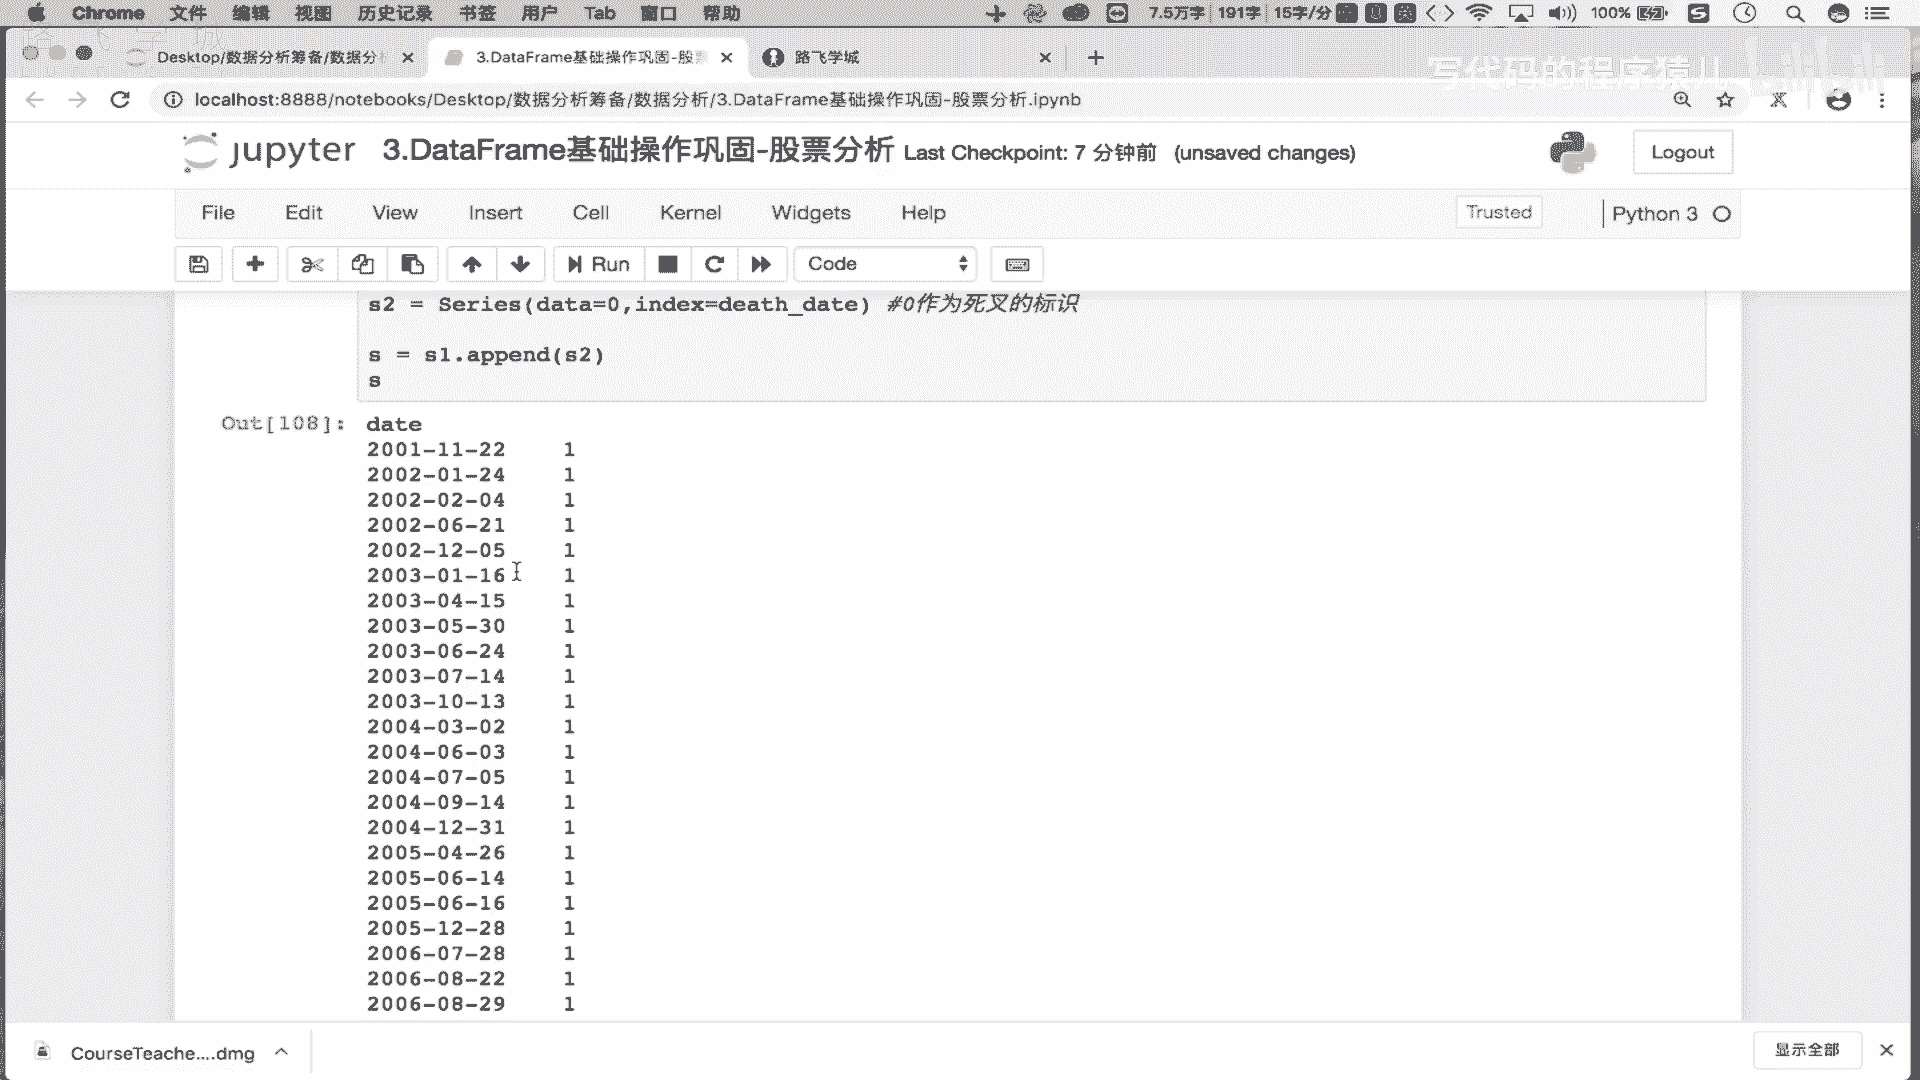 Chrome 文件 编辑 视图 历史记录 书签 用户 Tab 窗口 帮助 7.5万字 191字 15字/分 100%
Desktop/数据分析筹备/数据分 3.DataFrame基础操作巩固-股票 路飞学城
写代码的程序猿儿 bilibili
localhost:8888/notebooks/Desktop/数据分析筹备/数据分析/3.DataFrame基础操作巩固-股票分析.ipynb
jupyter 3.DataFrame基础操作巩固-股票分析 Last Checkpoint: 7 分钟前 (unsaved changes) Logout
File Edit View Insert Cell Kernel Widgets Help Trusted Python 3
Run Code
s2 = Series(data=0,index=death_date) #0作为死叉的标识
s = s1.append(s2)
s
Out[108]: date
2001-11-22 1
2002-01-24 1
2002-02-04 1
2002-06-21 1
2002-12-05 1
2003-01-16 1
2003-04-15 1
2003-05-30 1
2003-06-24 1
2003-07-14 1
2003-10-13 1
2004-03-02 1
2004-06-03 1
2004-07-05 1
2004-09-14 1
2004-12-31 1
2005-04-26 1
2005-06-14 1
2005-06-16 1
2005-12-28 1
2006-07-28 1
2006-08-22 1
2006-08-29 1
CourseTeache....dmg 显示全部